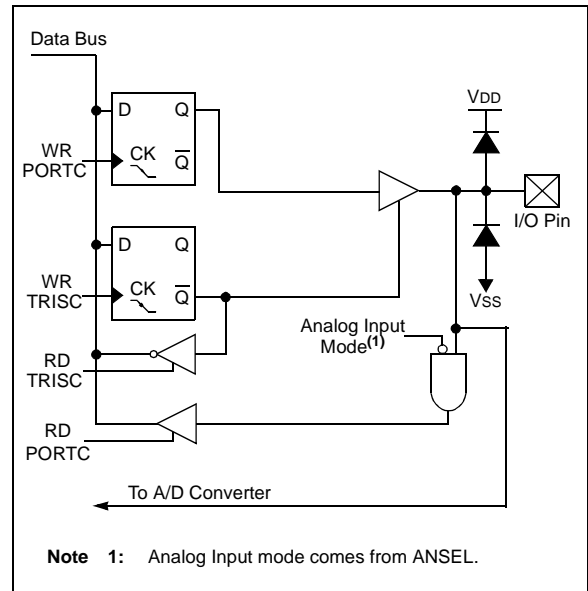 Data Bus
D Q
CK Q
WR
PORTC
VDD
I/O Pin
VSS
D Q
CK Q
WR
TRISC
Analog Input
Mode(1)
RD
TRISC
RD
PORTC
To A/D Converter
Note 1: Analog Input mode comes from ANSEL.